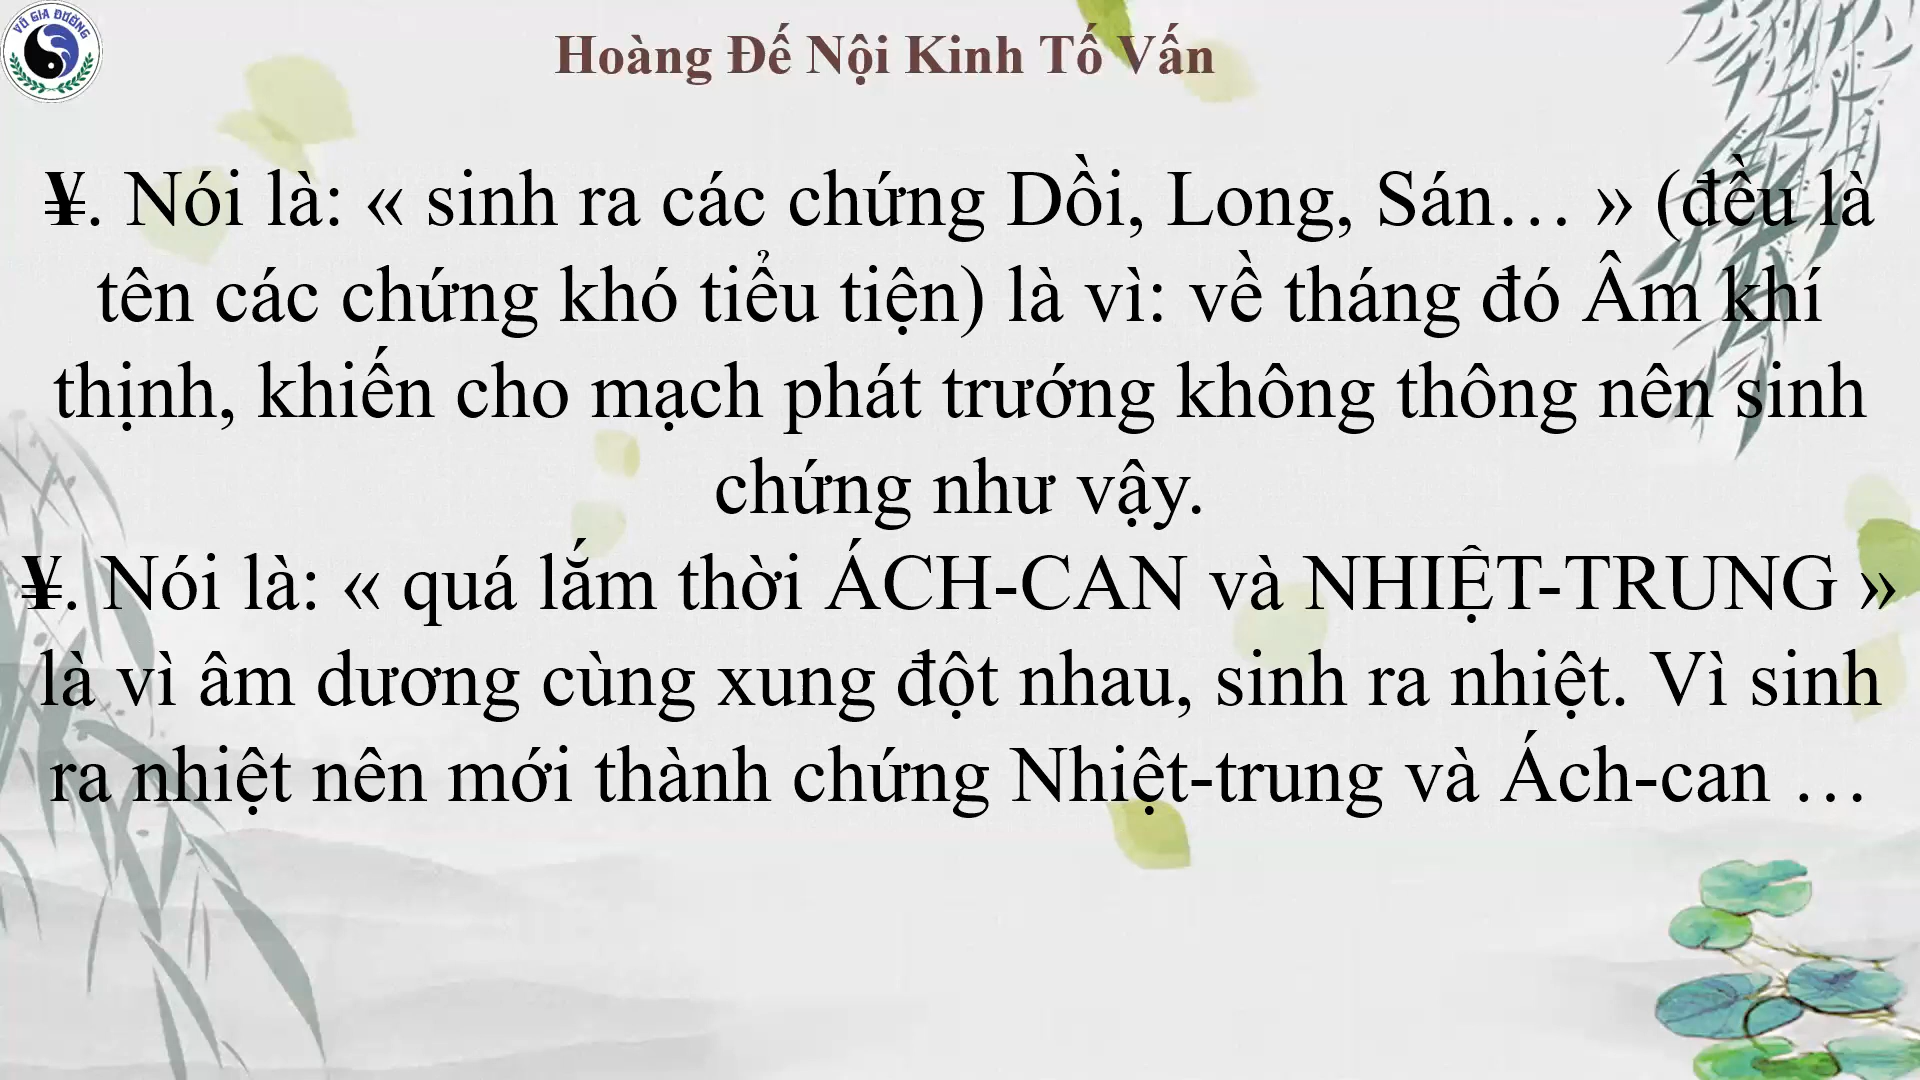 VÕ GIA ĐƯỜNG
Hoàng Đế Nội Kinh Tố Vấn
¥. Nói là: « sinh ra các chứng Dồi, Long, Sán… » (đều là
tên các chứng khó tiểu tiện) là vì: về tháng đó Âm khí
thịnh, khiến cho mạch phát trướng không thông nên sinh
chứng như vậy.
¥. Nói là: « quá lắm thời ÁCH-CAN và NHIỆT-TRUNG »
là vì âm dương cùng xung đột nhau, sinh ra nhiệt. Vì sinh
ra nhiệt nên mới thành chứng Nhiệt-trung và Ách-can …